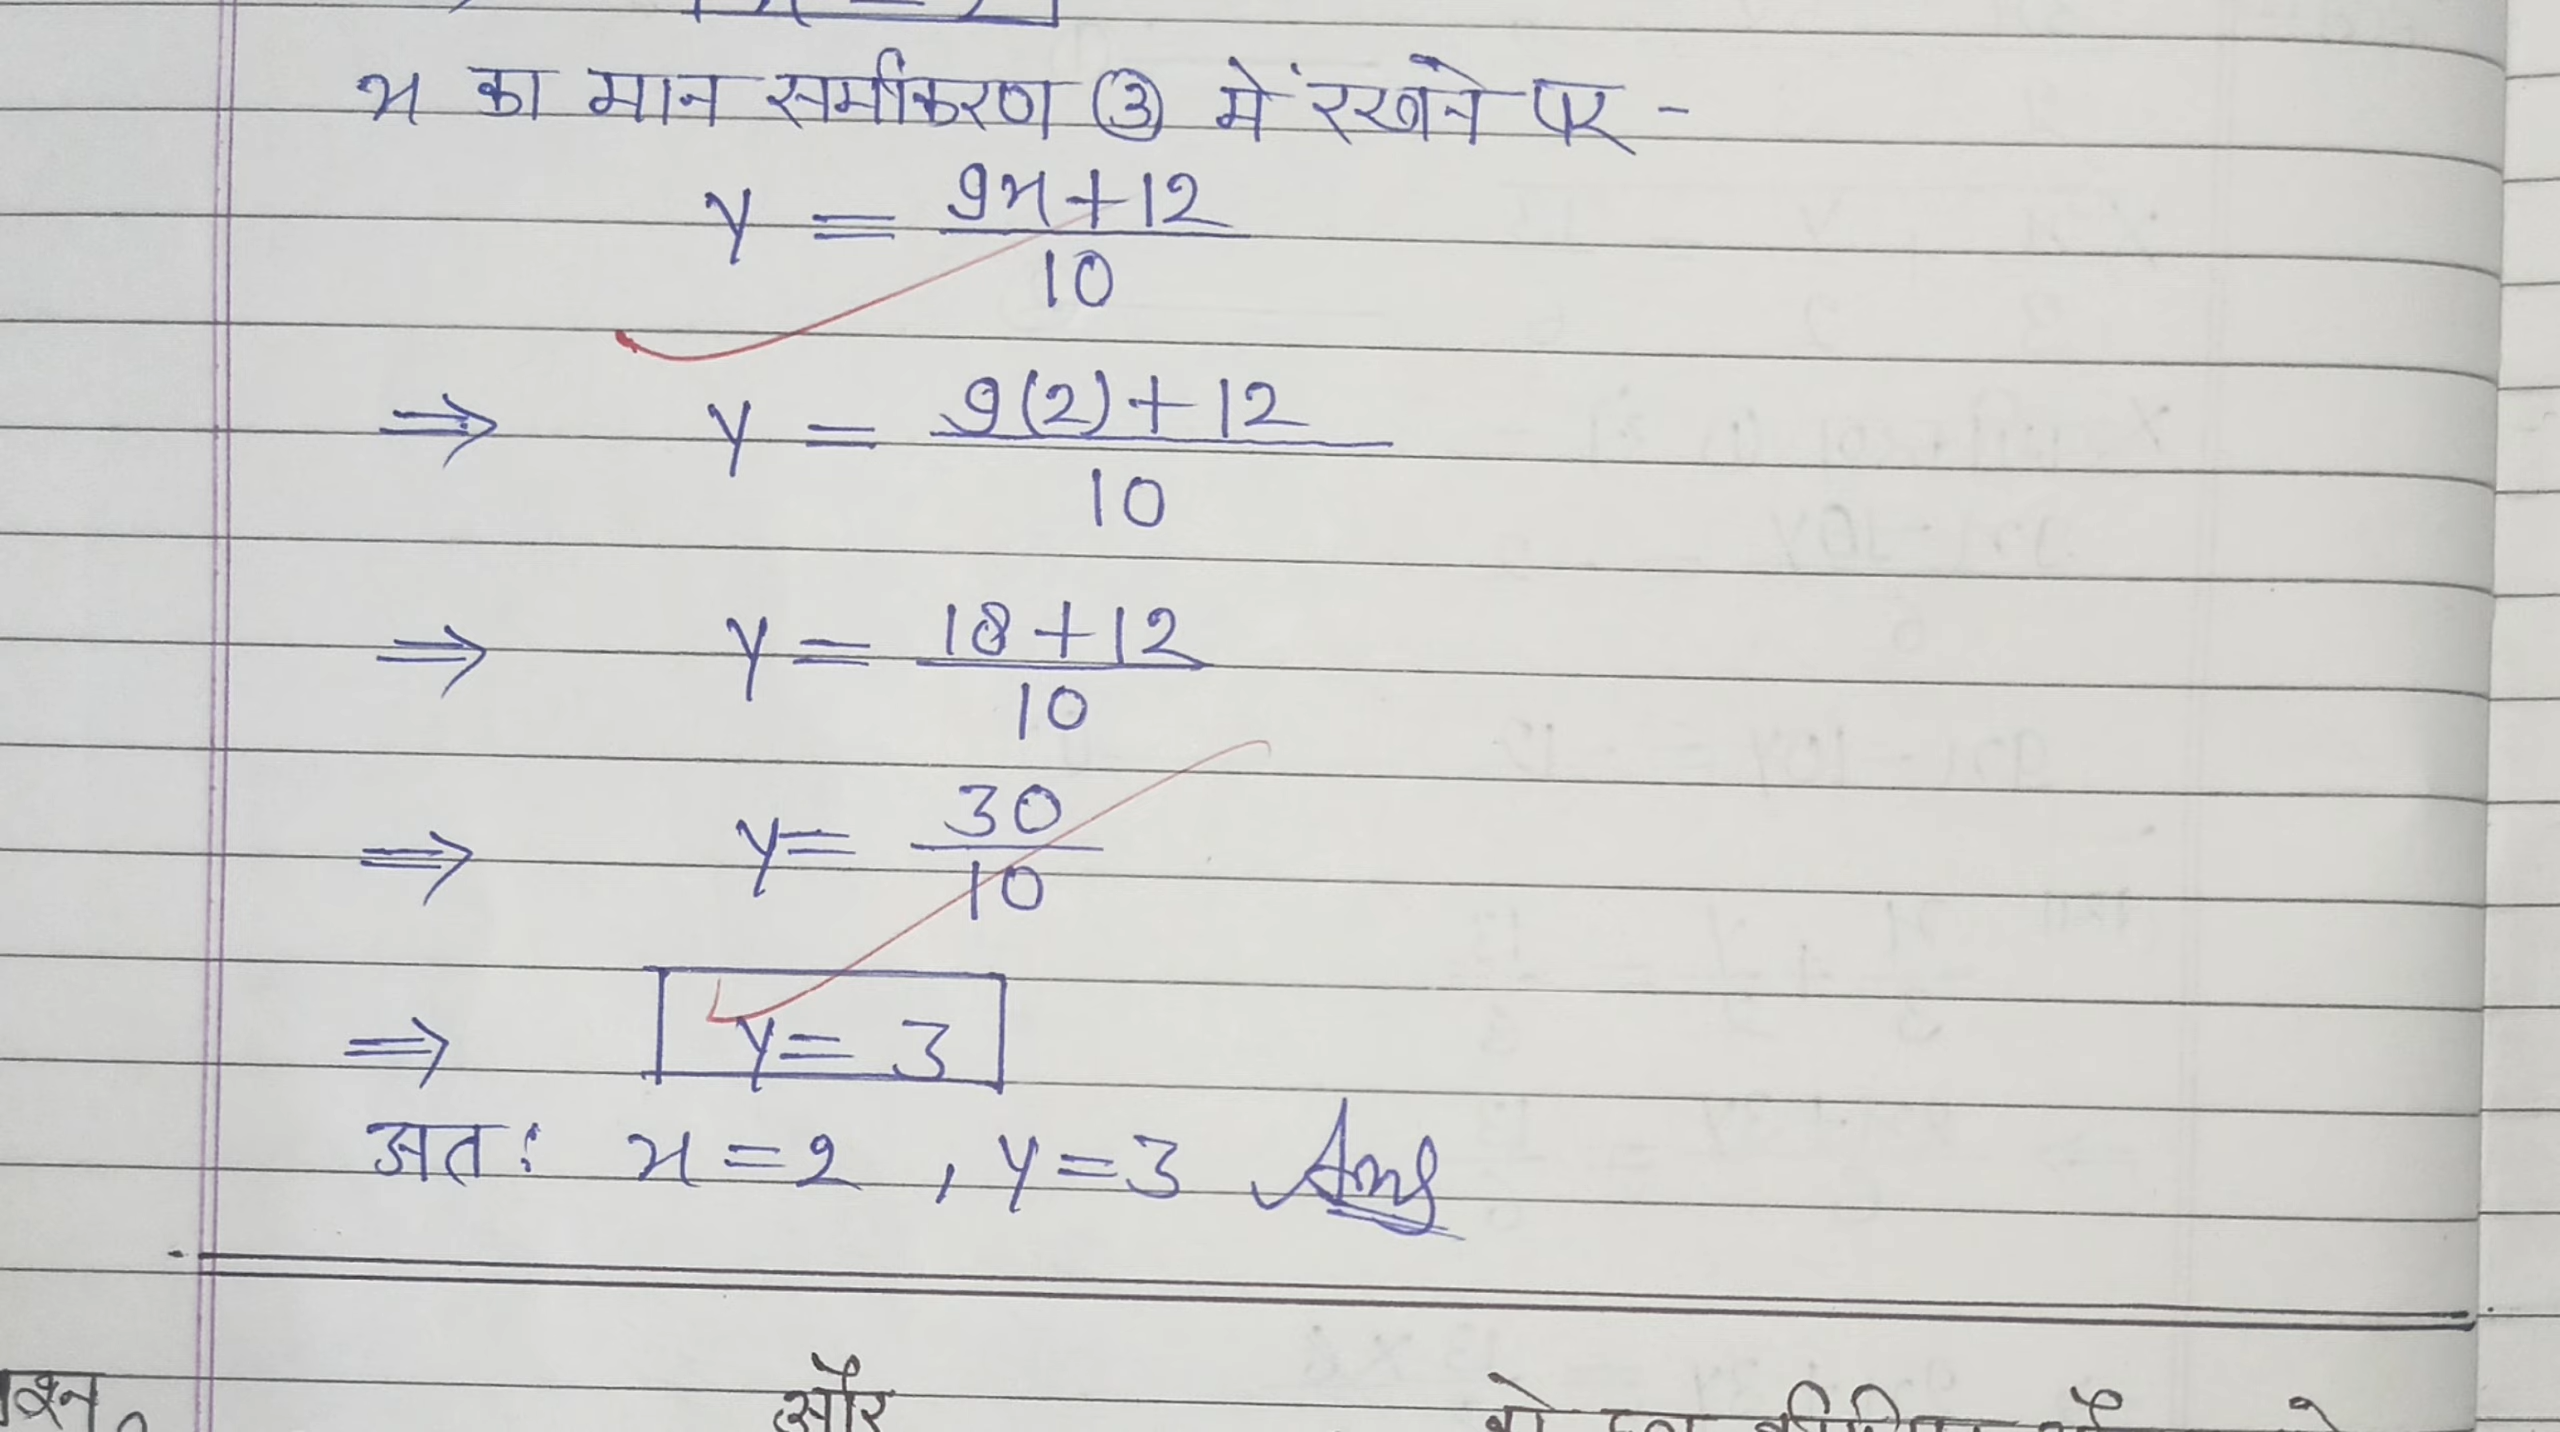 x का मान समीकरण ③ में रखने पर -
y = 9x+12/10
⇒ y = 9(2)+12/10
⇒ y = 18+12/10
⇒ y = 30/10
⇒ y = 3
अतः x=2, y=3 Ans
और